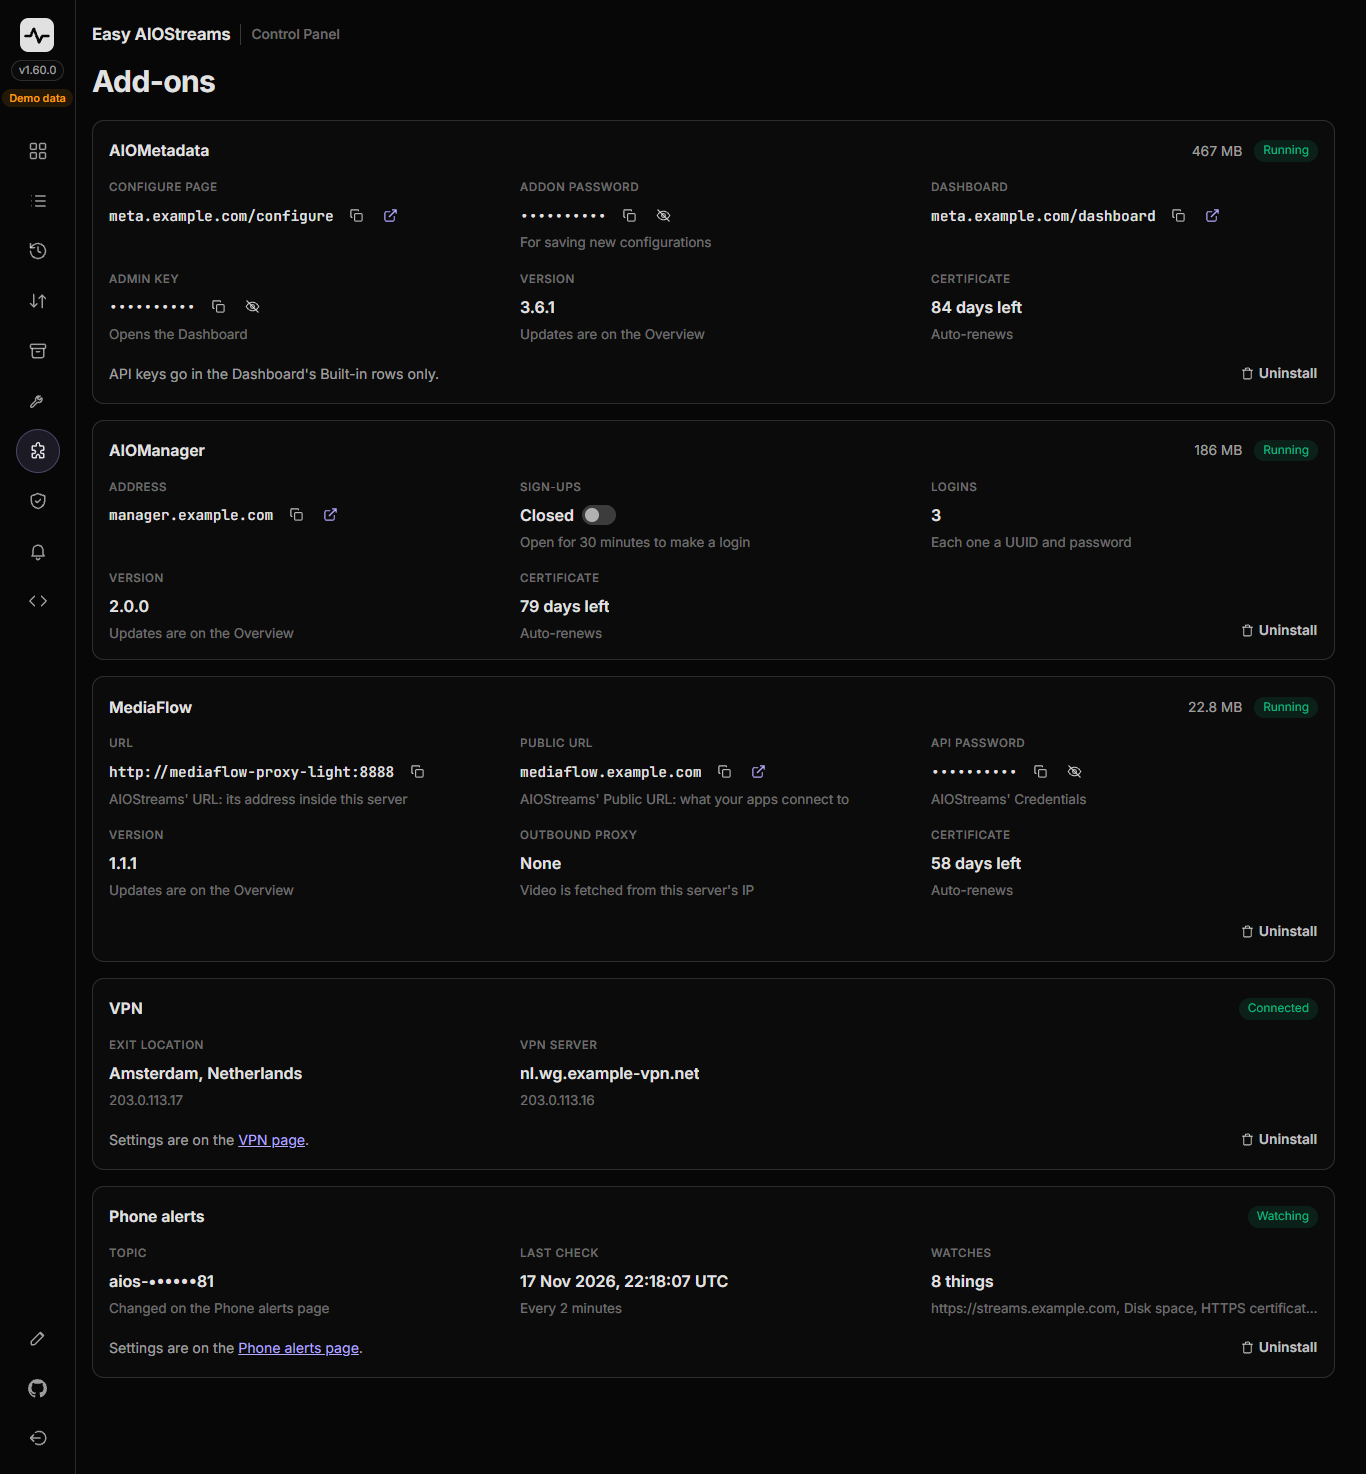 Easy AIOStreams
Control Panel
v1.60.0
Demo data
Add-ons
AIOMetadata
467 MB
Running
CONFIGURE PAGE
ADDON PASSWORD
DASHBOARD
meta.example.com/configure
••••••••••
meta.example.com/dashboard
For saving new configurations
ADMIN KEY
VERSION
CERTIFICATE
••••••••••
3.6.1
84 days left
Opens the Dashboard
Updates are on the Overview
Auto-renews
API keys go in the Dashboard's Built-in rows only.
Uninstall
AIOManager
186 MB
Running
ADDRESS
SIGN-UPS
LOGINS
manager.example.com
Closed
3
Open for 30 minutes to make a login
Each one a UUID and password
VERSION
CERTIFICATE
2.0.0
79 days left
Updates are on the Overview
Auto-renews
Uninstall
MediaFlow
22.8 MB
Running
URL
PUBLIC URL
API PASSWORD
http://mediaflow-proxy-light:8888
mediaflow.example.com
••••••••••
AIOStreams' URL: its address inside this server
AIOStreams' Public URL: what your apps connect to
AIOStreams' Credentials
VERSION
OUTBOUND PROXY
CERTIFICATE
1.1.1
None
58 days left
Updates are on the Overview
Video is fetched from this server's IP
Auto-renews
Uninstall
VPN
Connected
EXIT LOCATION
VPN SERVER
Amsterdam, Netherlands
nl.wg.example-vpn.net
203.0.113.17
203.0.113.16
Settings are on the VPN page.
Uninstall
Phone alerts
Watching
TOPIC
LAST CHECK
WATCHES
aios-••••••81
17 Nov 2026, 22:18:07 UTC
8 things
Changed on the Phone alerts page
Every 2 minutes
https://streams.example.com, Disk space, HTTPS certificat...
Settings are on the Phone alerts page.
Uninstall